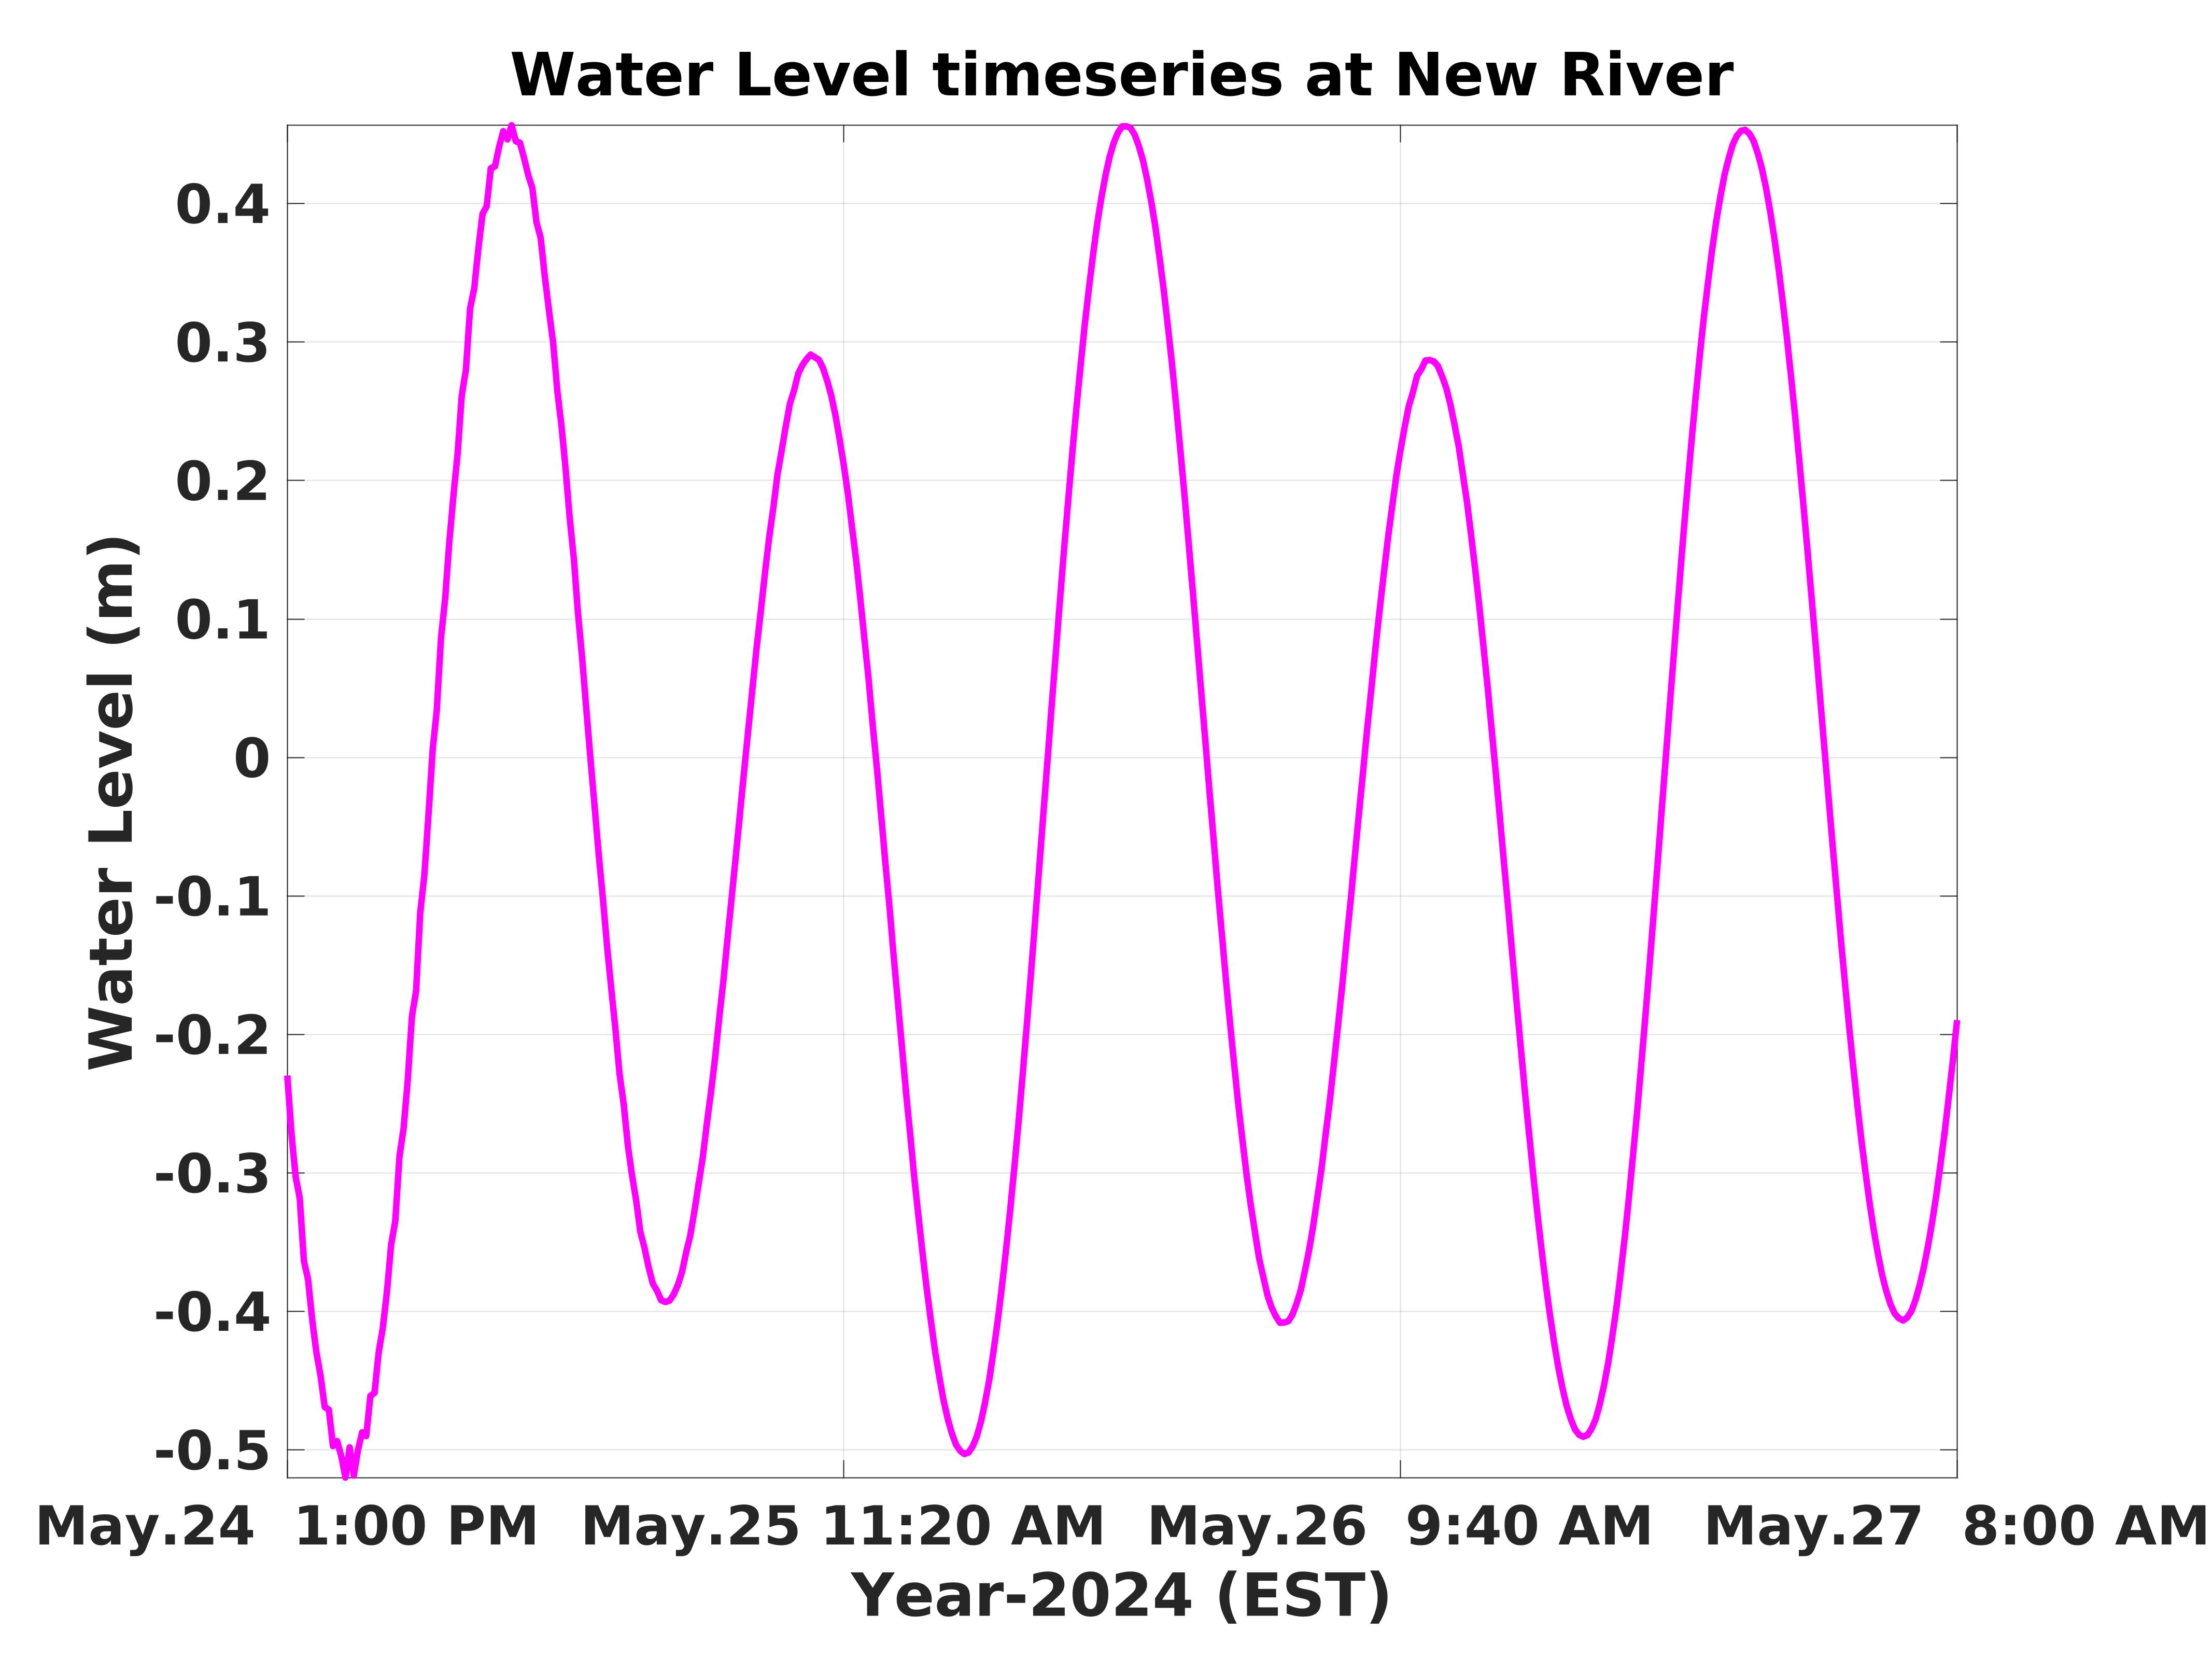 Water Level timeseries at New River
Water Level (m)
0.4
0.3
0.2
0.1
0
-0.1
-0.2
-0.3
-0.4
-0.5
May.24 1:00 PM May.25 11:20 AM May.26 9:40 AM May.27 8:00 AM
Year-2024 (EST)